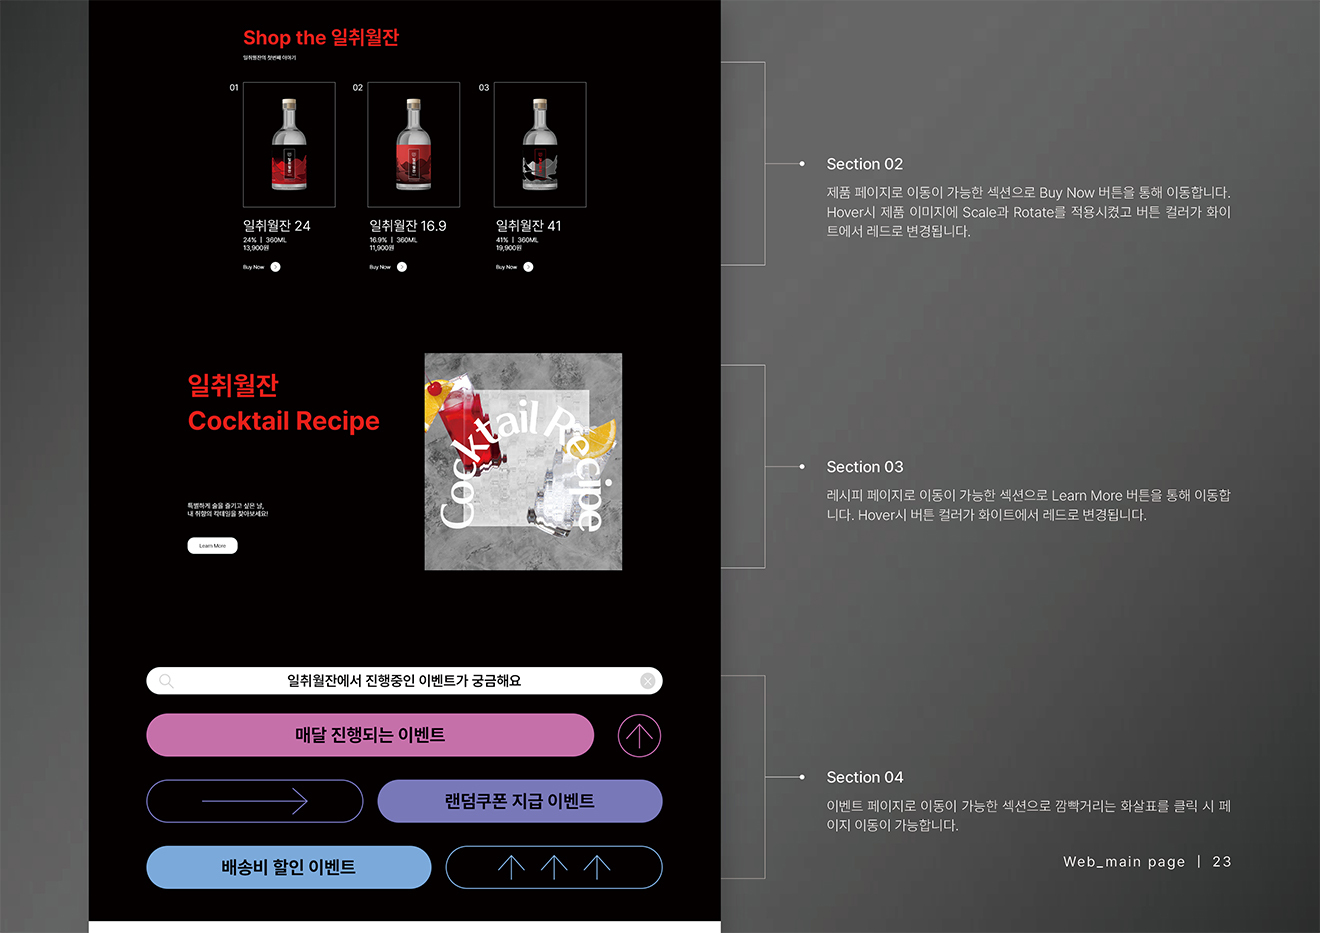 Shop the 일취월잔
일취월잔의 첫번째 이야기
01
02
03
일취월잔 24
24% | 360ML
13,900원
Buy Now
일취월잔 16.9
16.9% | 360ML
11,900원
Buy Now
일취월잔 41
41% | 360ML
19,900원
Buy Now
Section 02
제품 페이지로 이동이 가능한 섹션으로 Buy Now 버튼을 통해 이동합니다.
Hover시 제품 이미지에 Scale과 Rotate를 적용시켰고 버튼 컬러가 화이
트에서 레드로 변경됩니다.
일취월잔
Cocktail Recipe
특별하게 술을 즐기고 싶은 날,
내 취향의 칵테일을 찾아보세요!
Learn More
Cocktail Recipe
Section 03
레시피 페이지로 이동이 가능한 섹션으로 Learn More 버튼을 통해 이동합
니다. Hover시 버튼 컬러가 화이트에서 레드로 변경됩니다.
일취월잔에서 진행중인 이벤트가 궁금해요
매달 진행되는 이벤트
랜덤쿠폰 지급 이벤트
배송비 할인 이벤트
Section 04
이벤트 페이지로 이동이 가능한 섹션으로 깜빡거리는 화살표를 클릭 시 페
이지 이동이 가능합니다.
Web_main page | 23